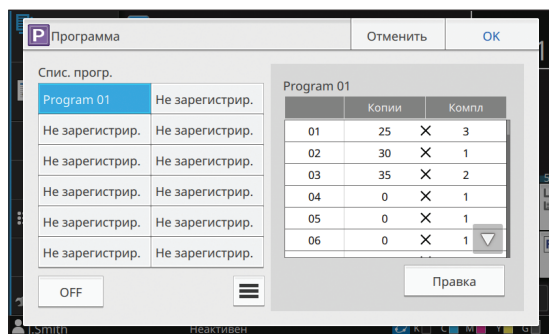 P Программа
Отменить
OK
Спис. прогр.
Program 01
Не зарегистрир.
Не зарегистрир.
Не зарегистрир.
Не зарегистрир.
Не зарегистрир.
Не зарегистрир.
Не зарегистрир.
Не зарегистрир.
Не зарегистрир.
Не зарегистрир.
Не зарегистрир.
OFF
Program 01
Копии Компл
01 25 × 3
02 30 × 1
03 35 × 2
04 0 × 1
05 0 × 1
06 0 × 1
Правка
I.Smith Неактивен K C M Y G